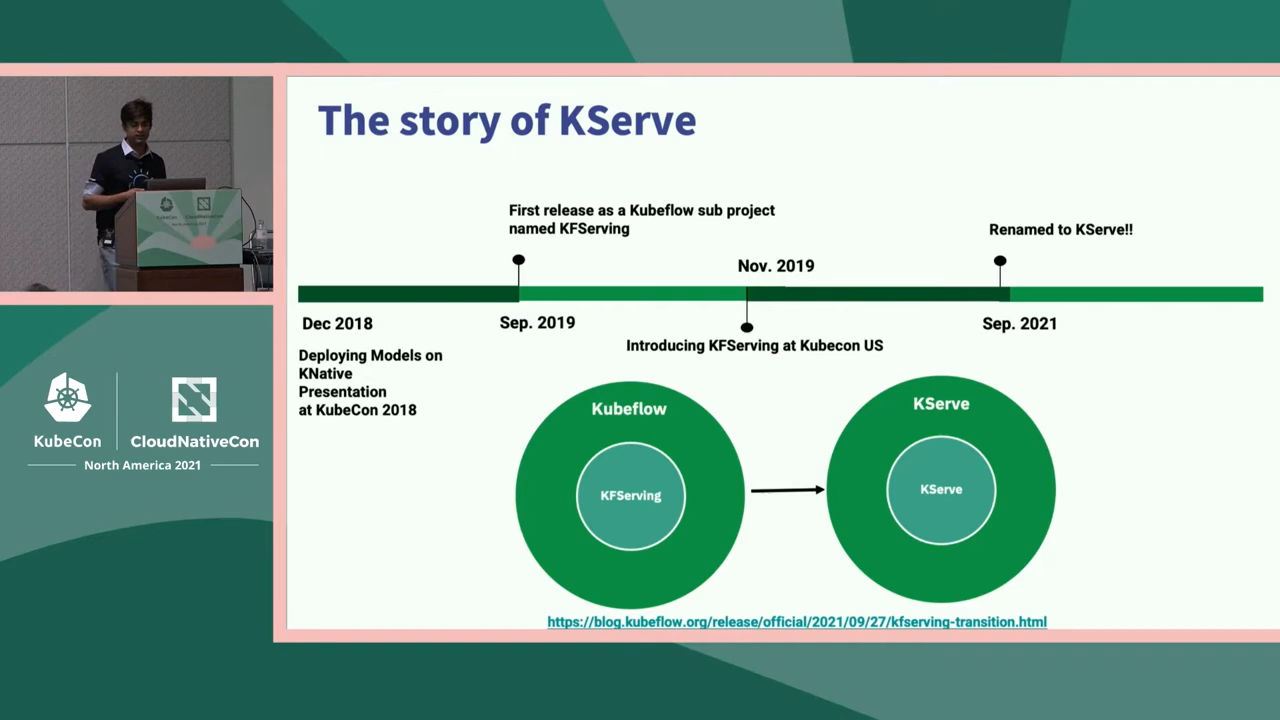 The story of KServe
First release as a Kubeflow sub project
named KFServing
Renamed to KServe!!
Nov. 2019
Dec 2018
Sep. 2019
Sep. 2021
Introducing KFServing at Kubecon US
Deploying Models on
KNative
Presentation
at KubeCon 2018
Kubeflow
KFServing
KServe
KServe
https://blog.kubeflow.org/release/official/2021/09/27/kfserving-transition.html
KubeCon
CloudNativeCon
North America 2021
KubeCon
CloudNativeCon